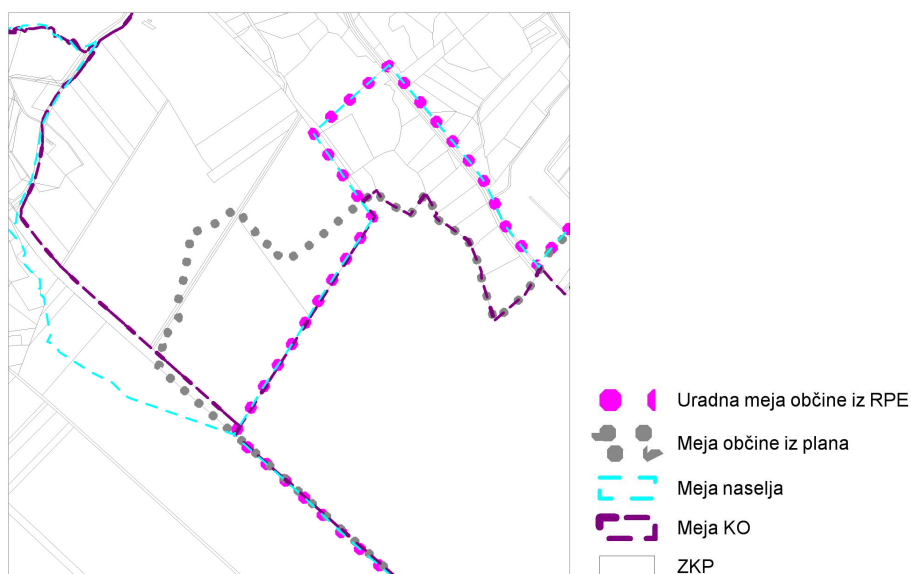 Uradna meja občine iz RPE
Meja občine iz plana
Meja naselja
Meja KO
ZKP